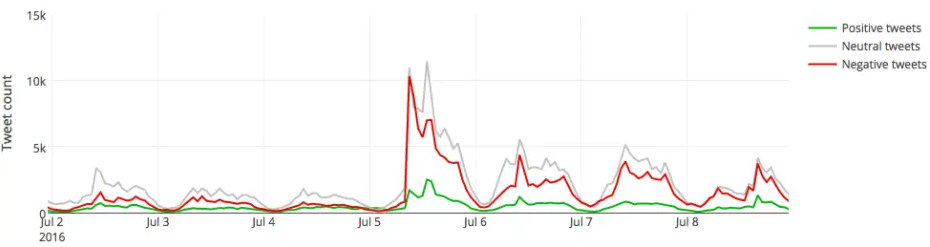 15k
10k
5k
0
Tweet count
Jul 2
2016
Jul 3
Jul 4
Jul 5
Jul 6
Jul 7
Jul 8
Positive tweets
Neutral tweets
Negative tweets